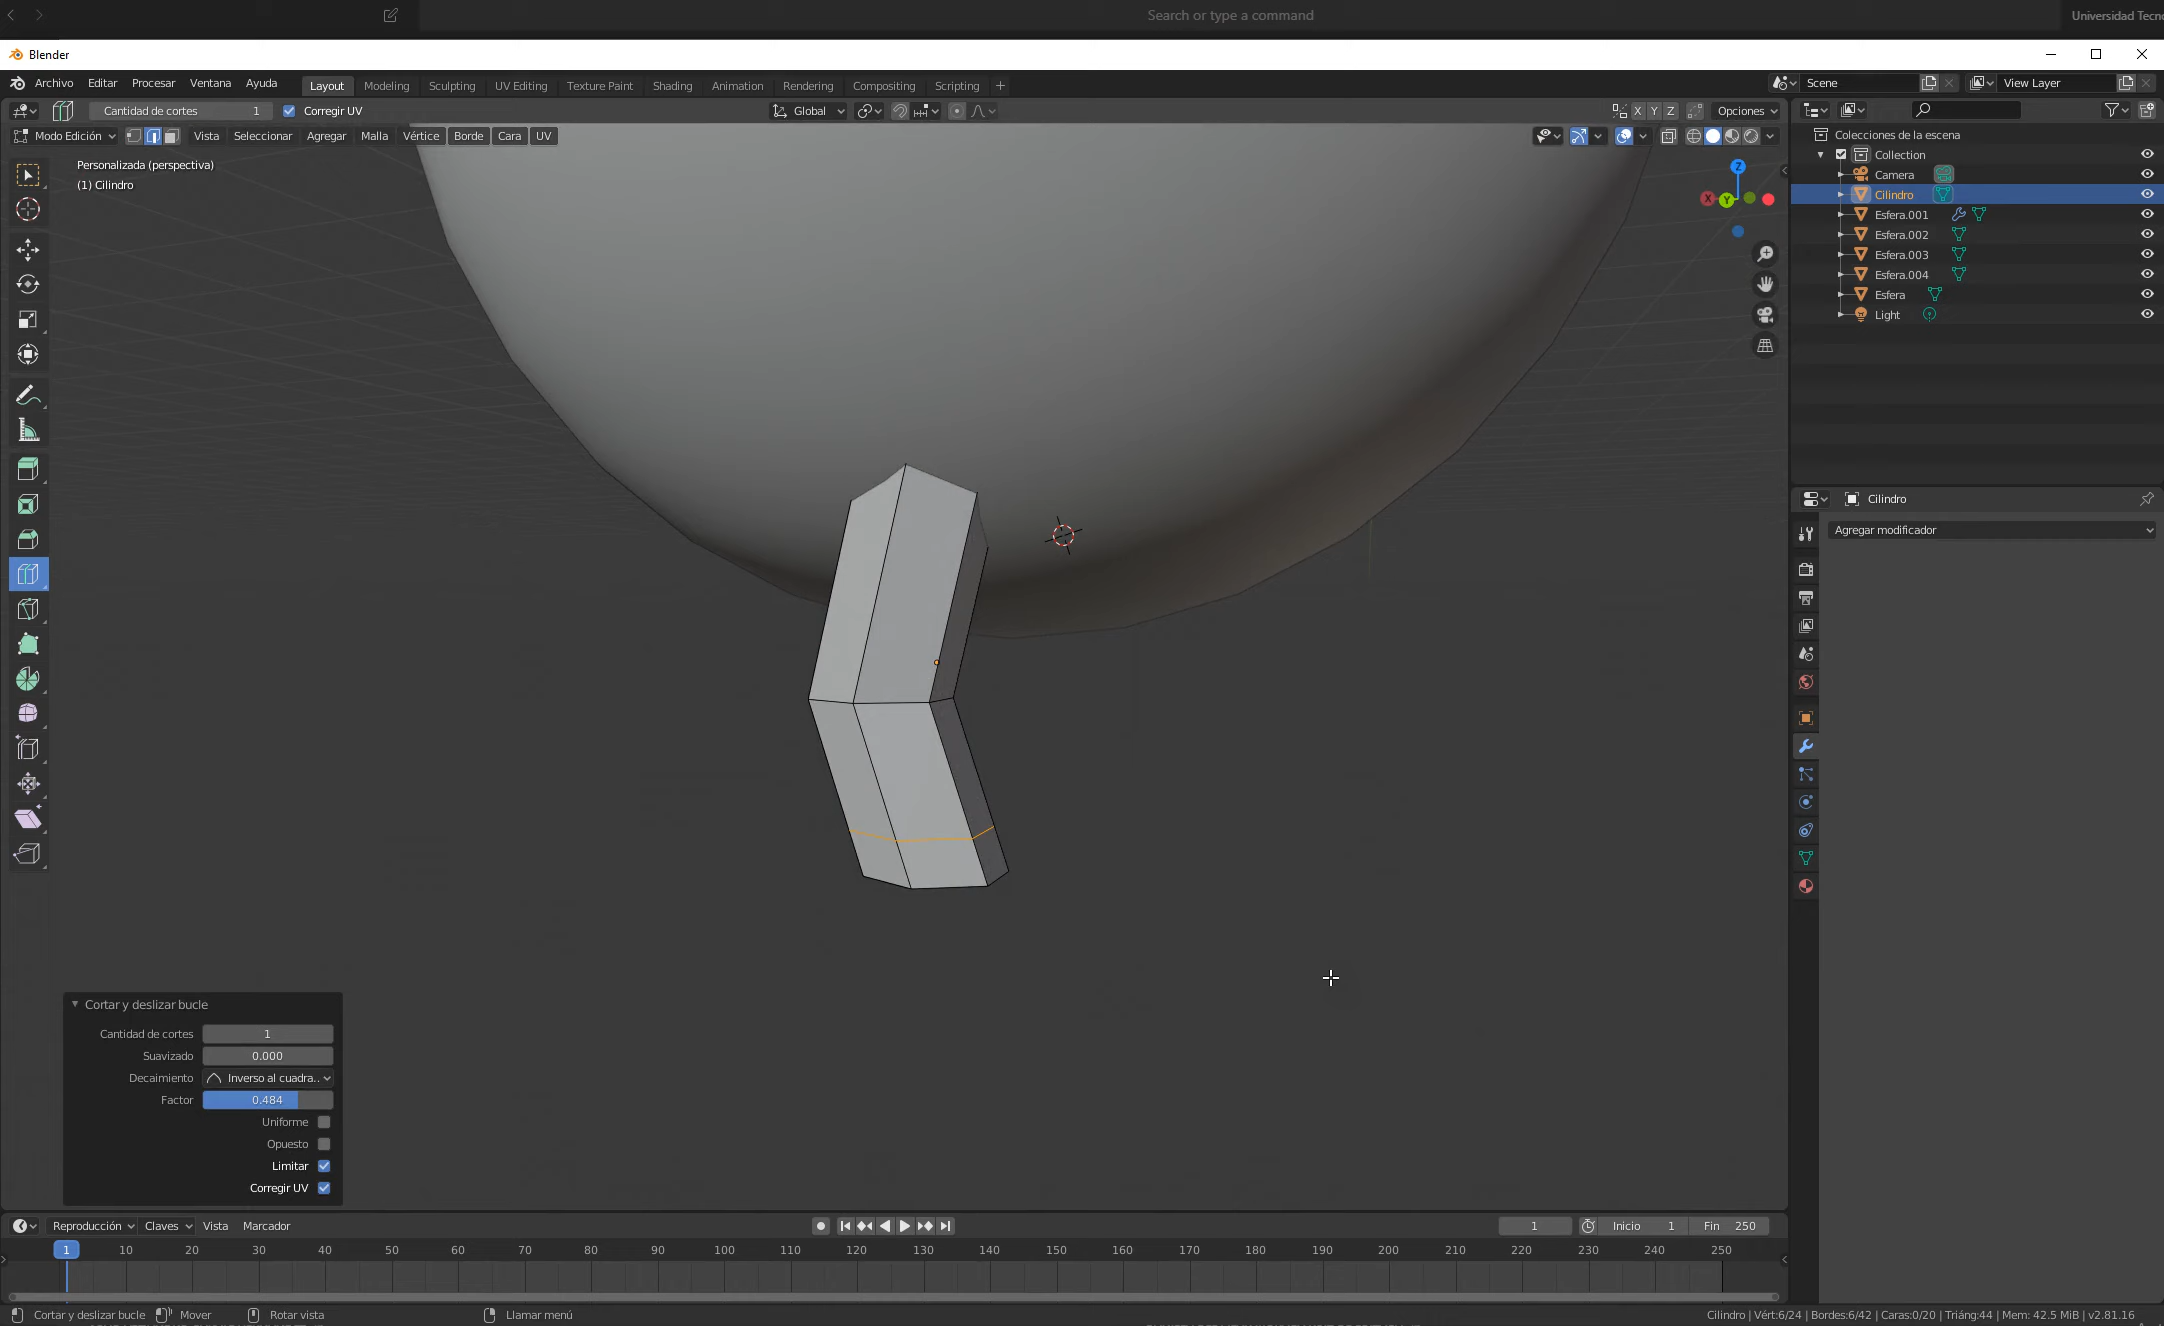 Search or type a command
Universidad Tecno
Blender
Archivo Editar Procesar Ventana Ayuda
Layout Modeling Sculpting UV Editing Texture Paint Shading Animation Rendering Compositing Scripting +
Scene
View Layer
Cantidad de cortes 1 Corregir UV
Global
X Y Z Opciones
Modo Edición Vista Seleccionar Agregar Malla Vértice Borde Cara UV
Personalizada (perspectiva)
(1) Cilindro
Z
X
Y
Colecciones de la escena
Collection
Camera
Cilindro
Esfera.001
Esfera.002
Esfera.003
Esfera.004
Esfera
Light
Cilindro
Agregar modificador
Cortar y deslizar bucle
Cantidad de cortes 1
Suavizado 0.000
Decaimiento Inverso al cuadra..
Factor 0.484
Uniforme
Opuesto
Limitar
Corregir UV
Reproducción Claves Vista Marcador
1 Inicio 1 Fin 250
1 10 20 30 40 50 60 70 80 90 100 110 120 130 140 150 160 170 180 190 200 210 220 230 240 250
Cortar y deslizar bucle Mover Rotar vista Llamar menú
Cilindro | Vért:6/24 | Bordes:6/42 | Caras:0/20 | Triáng:44 | Mem: 42.5 MiB | v2.81.16